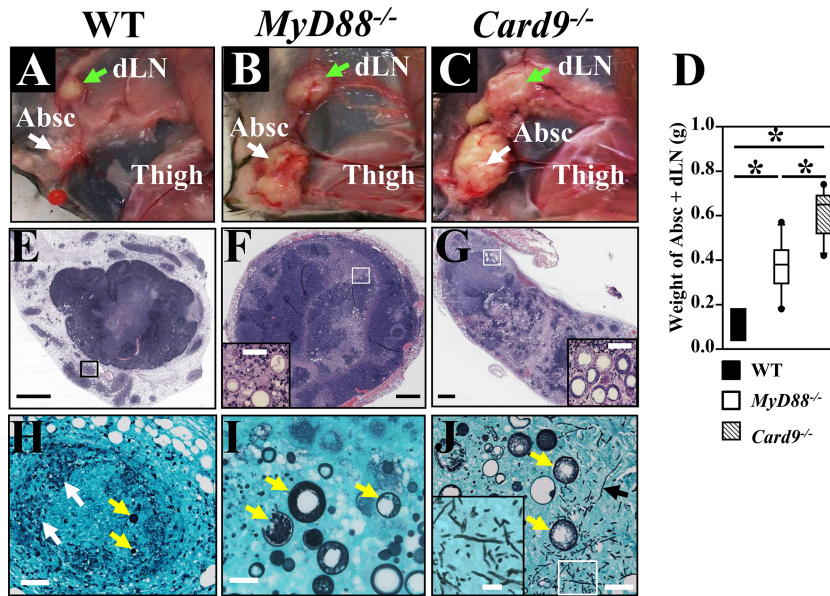 WT MyD88-/- Card9-/-
A dLN Absc Thigh
B dLN Absc Thigh
C dLN Absc Thigh
D
Weight of Absc + dLN (g)
1.0
0.8
0.6
0.4
0.2
0.0
* * *
E F G
WT
MyD88-/-
Card9-/-
H I J